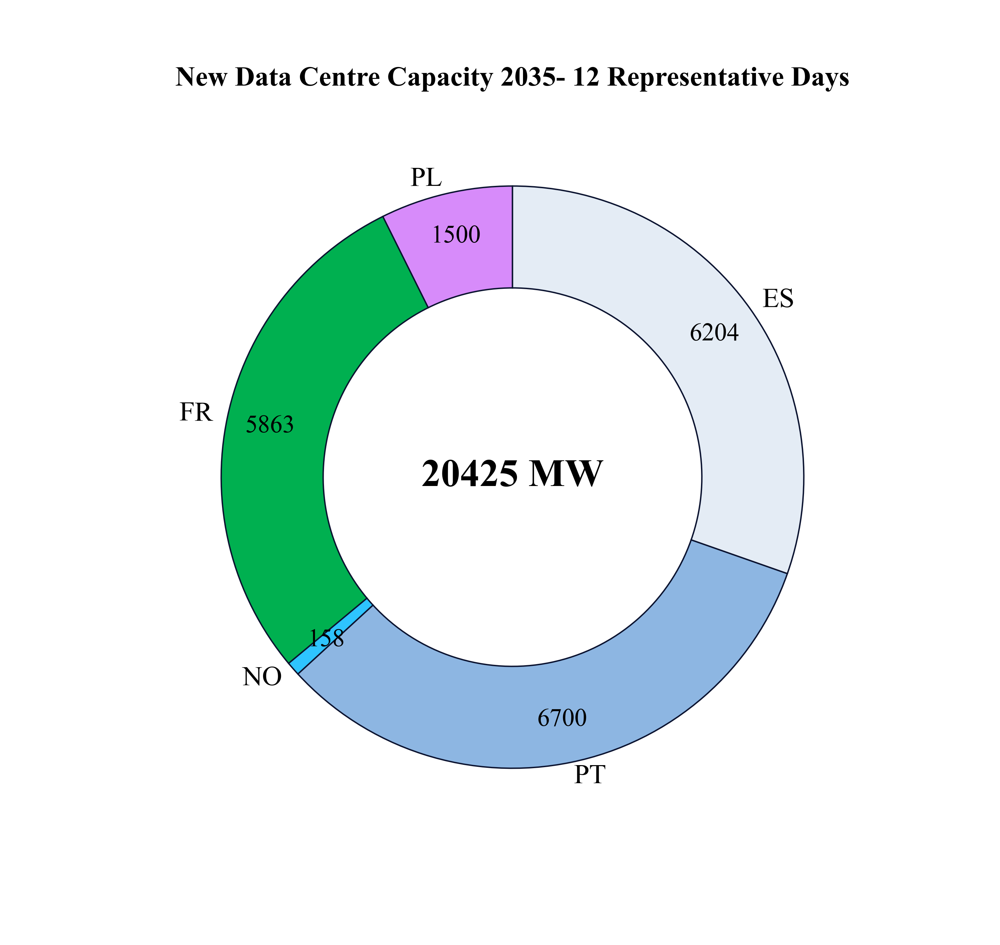 New Data Centre Capacity 2035- 12 Representative Days
PL
1500
ES
6204
FR
5863
20425 MW
158
NO
6700
PT